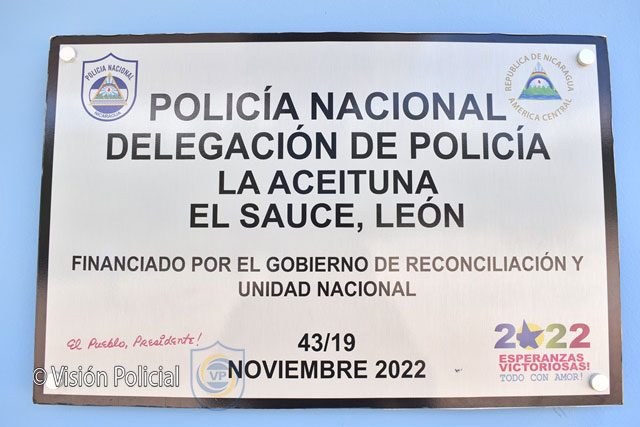 POLICÍA NACIONAL
NICARAGUA
REPUBLICA DE NICARAGUA
AMERICA CENTRAL
POLICÍA NACIONAL
DELEGACIÓN DE POLICÍA
LA ACEITUNA
EL SAUCE, LEÓN
FINANCIADO POR EL GOBIERNO DE RECONCILIACIÓN Y
UNIDAD NACIONAL
El Pueblo, Presidente!
43/19
NOVIEMBRE 2022
2022
ESPERANZAS
VICTORIOSAS!
TODO CON AMOR!
© Visión Policial
VP